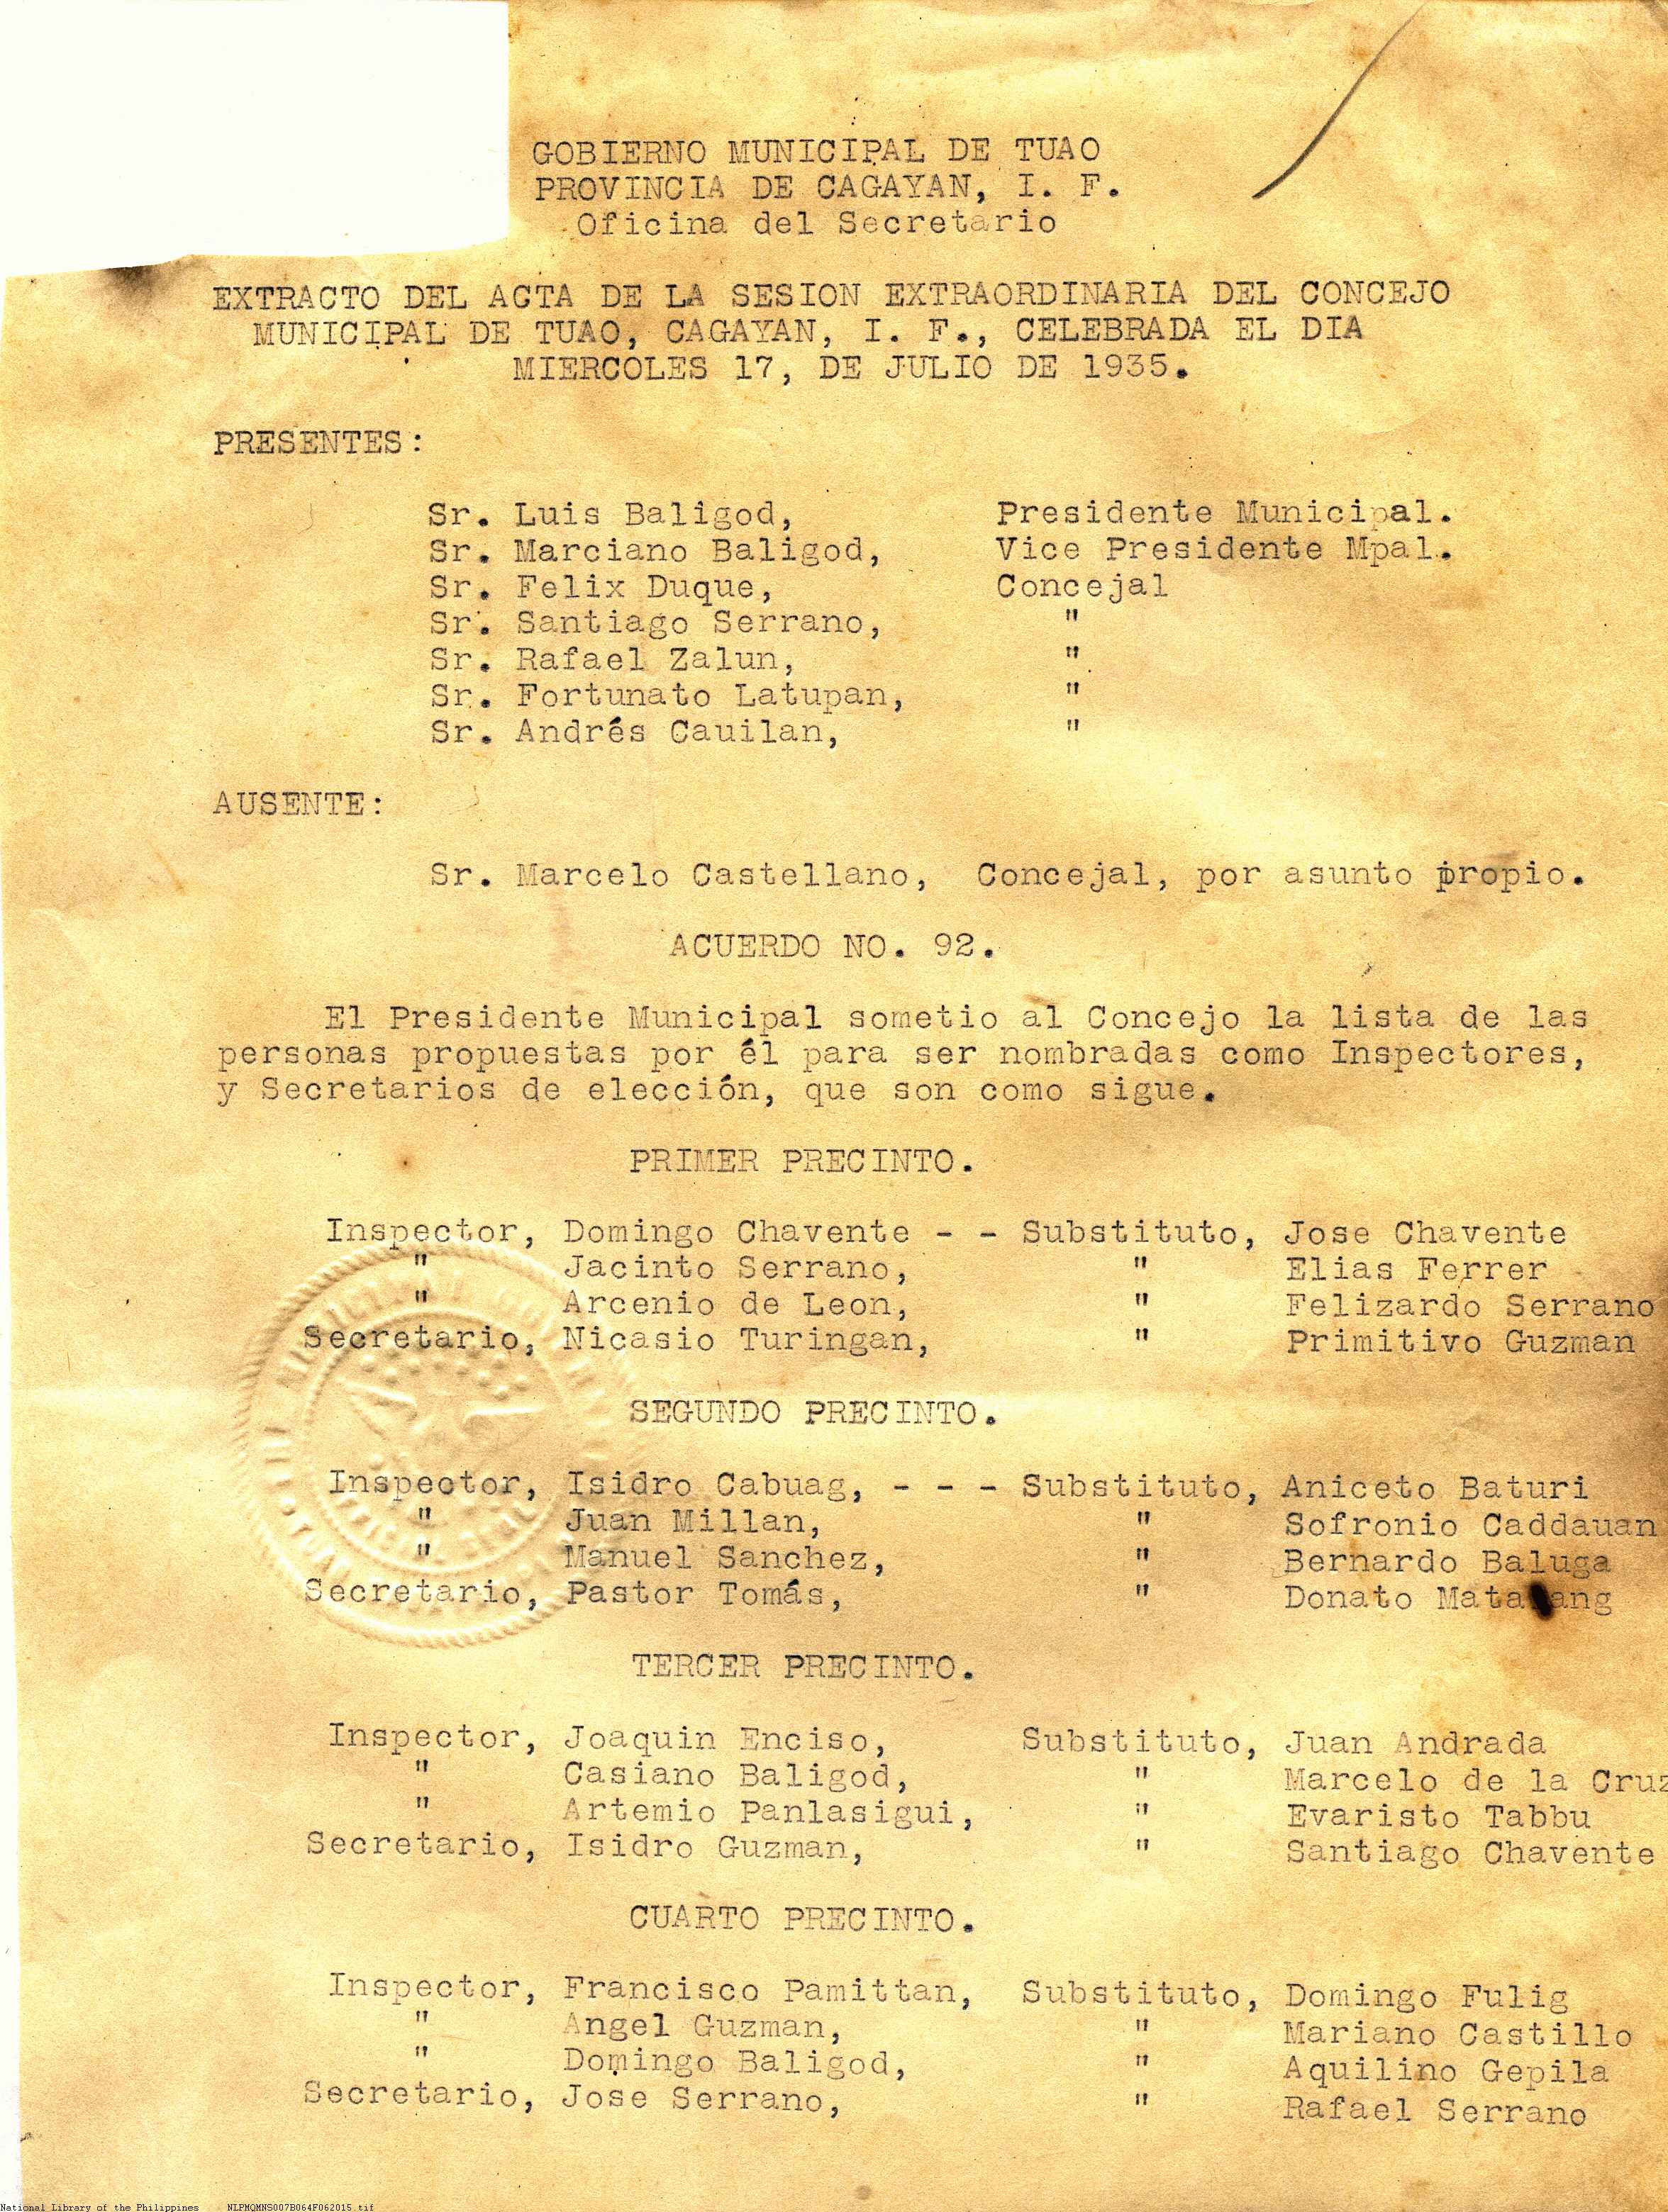 GOBIERNO MUNICIPAL DE TUAO
PROVINCIA DE CAGAYAN, I. F.
Oficina del Secretario
EXTRACTO DEL ACTA DE LA SESION EXTRAORDINARIA DEL CONCEJO
MUNICIPAL DE TUAO, CAGAYAN, I. F., CELEBRADA EL DIA
MIERCOLES 17, DE JULIO DE 1935.
PRESENTES:
Sr. Luis Baligod, Presidente Municipal.
Sr. Marciano Baligod, Vice Presidente Mpal.
Sr. Felix Duque, Concejal
Sr. Santiago Serrano, "
Sr. Rafael Zalun, "
Sr. Fortunato Latupan, "
Sr. Andrés Cauilan, "
AUSENTE:
Sr. Marcelo Castellano, Concejal, por asunto propio.
ACUERDO NO. 92.
El Presidente Municipal sometio al Concejo la lista de las
personas propuestas por él para ser nombradas como Inspectores,
y Secretarios de elección, que son como sigue.
PRIMER PRECINTO.
Inspector, Domingo Chavente - - Substituto, Jose Chavente
" Jacinto Serrano, " Elias Ferrer
" Arcenio de Leon, " Felizardo Serrano
Secretario, Nicasio Turingan, " Primitivo Guzman
SEGUNDO PRECINTO.
Inspector, Isidro Cabuag, - - - Substituto, Aniceto Baturi
" Juan Millan, " Sofronio Caddauan
" Manuel Sanchez, " Bernardo Baluga
Secretario, Pastor Tomás, " Donato
TERCER PRECINTO.
Inspector, Joaquin Enciso, Substituto, Juan Andrada
" Casiano Baligod, " Marcelo de la Cruz
" Artemio Panlasigui, " Evaristo Tabbu
Secretario, Isidro Guzman, " Santiago Chavente
CUARTO PRECINTO.
Inspector, Francisco Pamittan, Substituto, Domingo Fulig
" Angel Guzman, " Mariano Castillo
" Domingo Baligod, " Aquilino Gepila
Secretario, Jose Serrano, " Rafael Serrano
National Library of the Philippines NLPMQMNS007B064F062015.tif